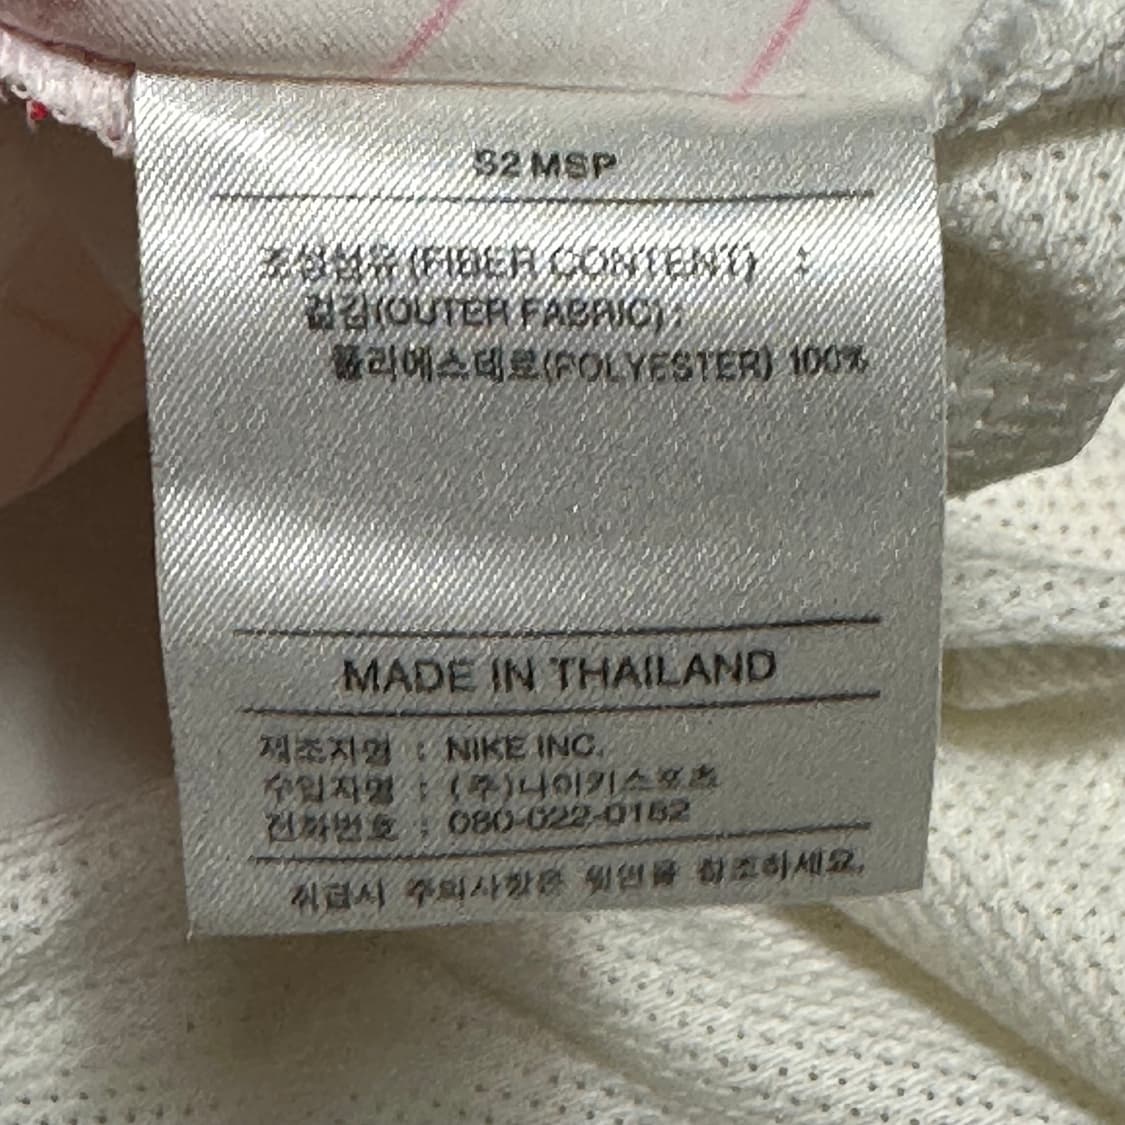 S2 MSP
조성섬유(FIBER CONTENT) :
겉감(OUTER FABRIC) :
폴리에스테르(POLYESTER) 100%
MADE IN THAILAND
제조자명 : NIKE INC.
수입자명 : (주)나이키스포츠
전화번호 : 080-022-0182
취급시 주의사항은 뒷면을 참조하세요.